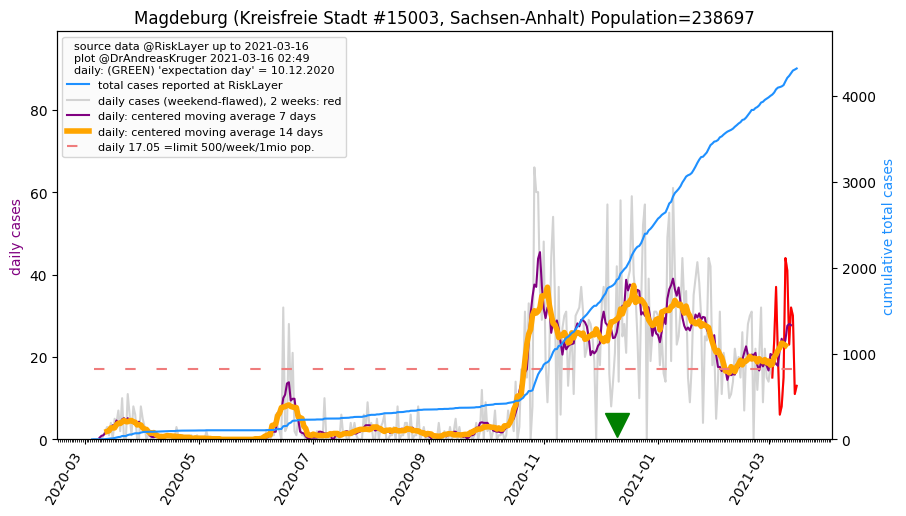 Magdeburg (Kreisfreie Stadt #15003, Sachsen-Anhalt) Population=238697
source data @RiskLayer up to 2021-03-16
plot @DrAndreasKruger 2021-03-16 02:49
daily: (GREEN) 'expectation day' = 10.12.2020
total cases reported at RiskLayer
daily cases (weekend-flawed), 2 weeks: red
daily: centered moving average 7 days
daily: centered moving average 14 days
daily 17.05 =limit 500/week/1mio pop.
daily cases
80
60
40
20
0
cumulative total cases
4000
3000
2000
1000
0
2020-03
2020-05
2020-07
2020-09
2020-11
2021-01
2021-03